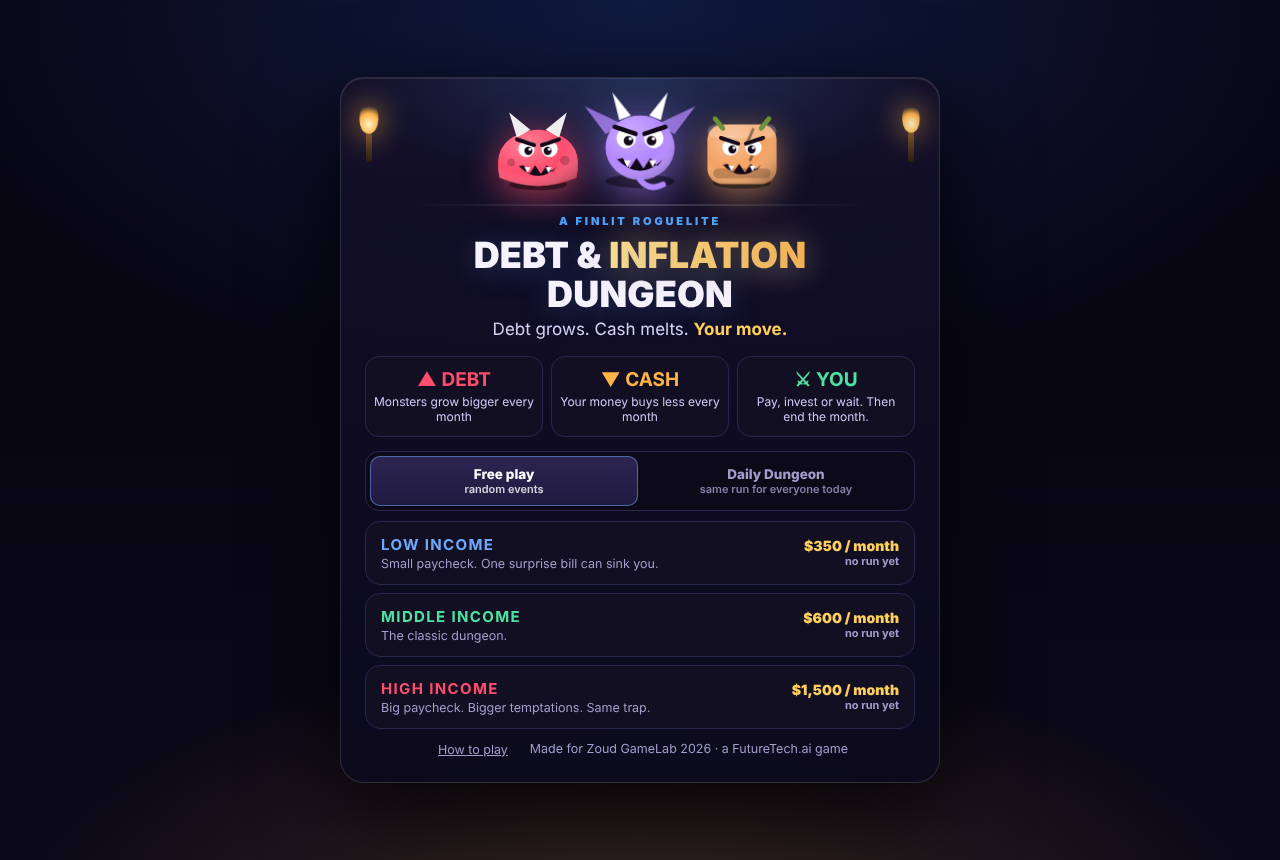 A FINLIT ROGUELITE
DEBT & INFLATION
DUNGEON
Debt grows. Cash melts. Your move.
▲ DEBT
Monsters grow bigger every
month
▼ CASH
Your money buys less every
month
⚔ YOU
Pay, invest or wait. Then
end the month.
Free play
random events
Daily Dungeon
same run for everyone today
LOW INCOME
Small paycheck. One surprise bill can sink you.
$350 / month
no run yet
MIDDLE INCOME
The classic dungeon.
$600 / month
no run yet
HIGH INCOME
Big paycheck. Bigger temptations. Same trap.
$1,500 / month
no run yet
How to play
Made for Zoud GameLab 2026 · a FutureTech.ai game